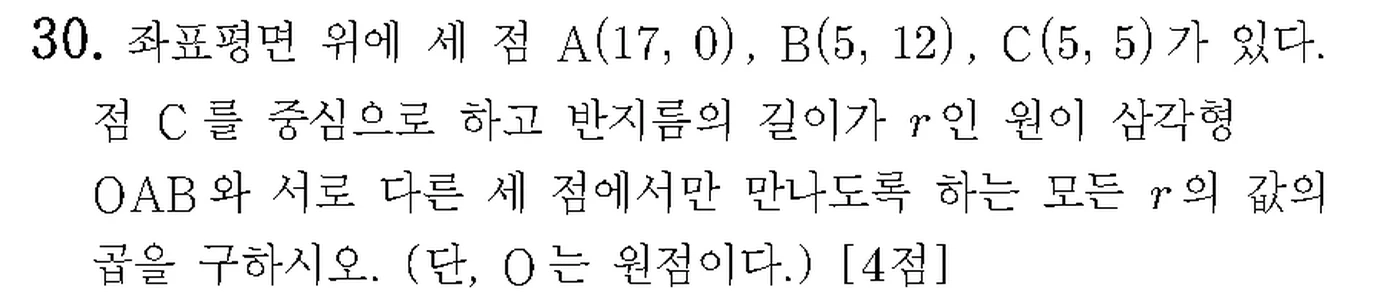 30. 좌표평면 위에 세 점 A(17, 0), B(5, 12), C(5, 5)가 있다.
점 C를 중심으로 하고 반지름의 길이가 r인 원이 삼각형
OAB와 서로 다른 세 점에서만 만나도록 하는 모든 r의 값의
곱을 구하시오. (단, O는 원점이다.) [4점]